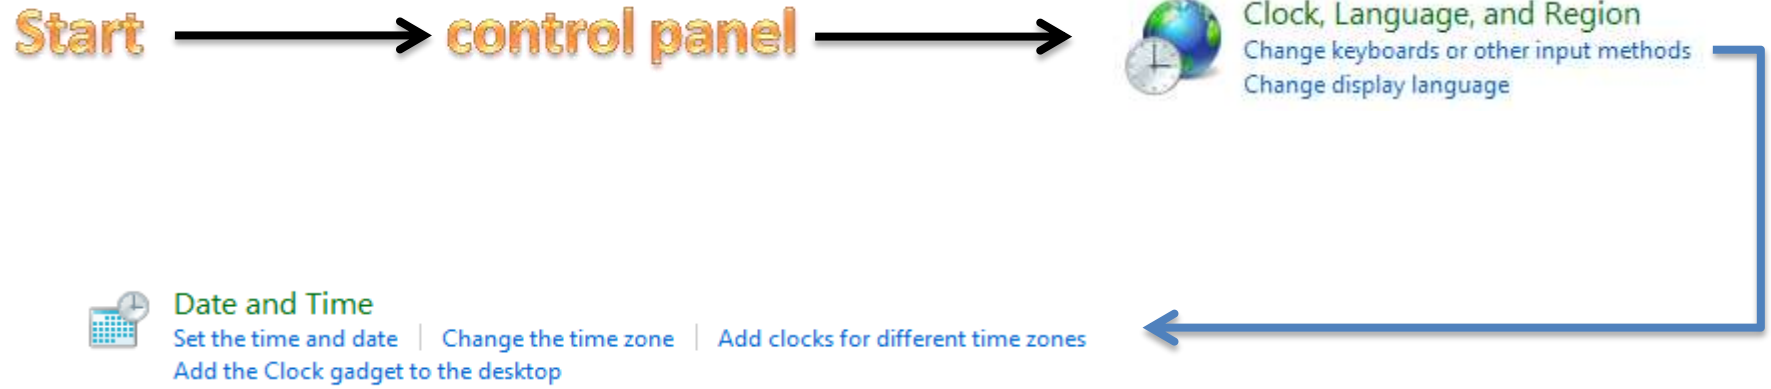 Start control panel Clock, Language, and Region
Change keyboards or other input methods
Change display language
Date and Time
Set the time and date Change the time zone Add clocks for different time zones
Add the Clock gadget to the desktop